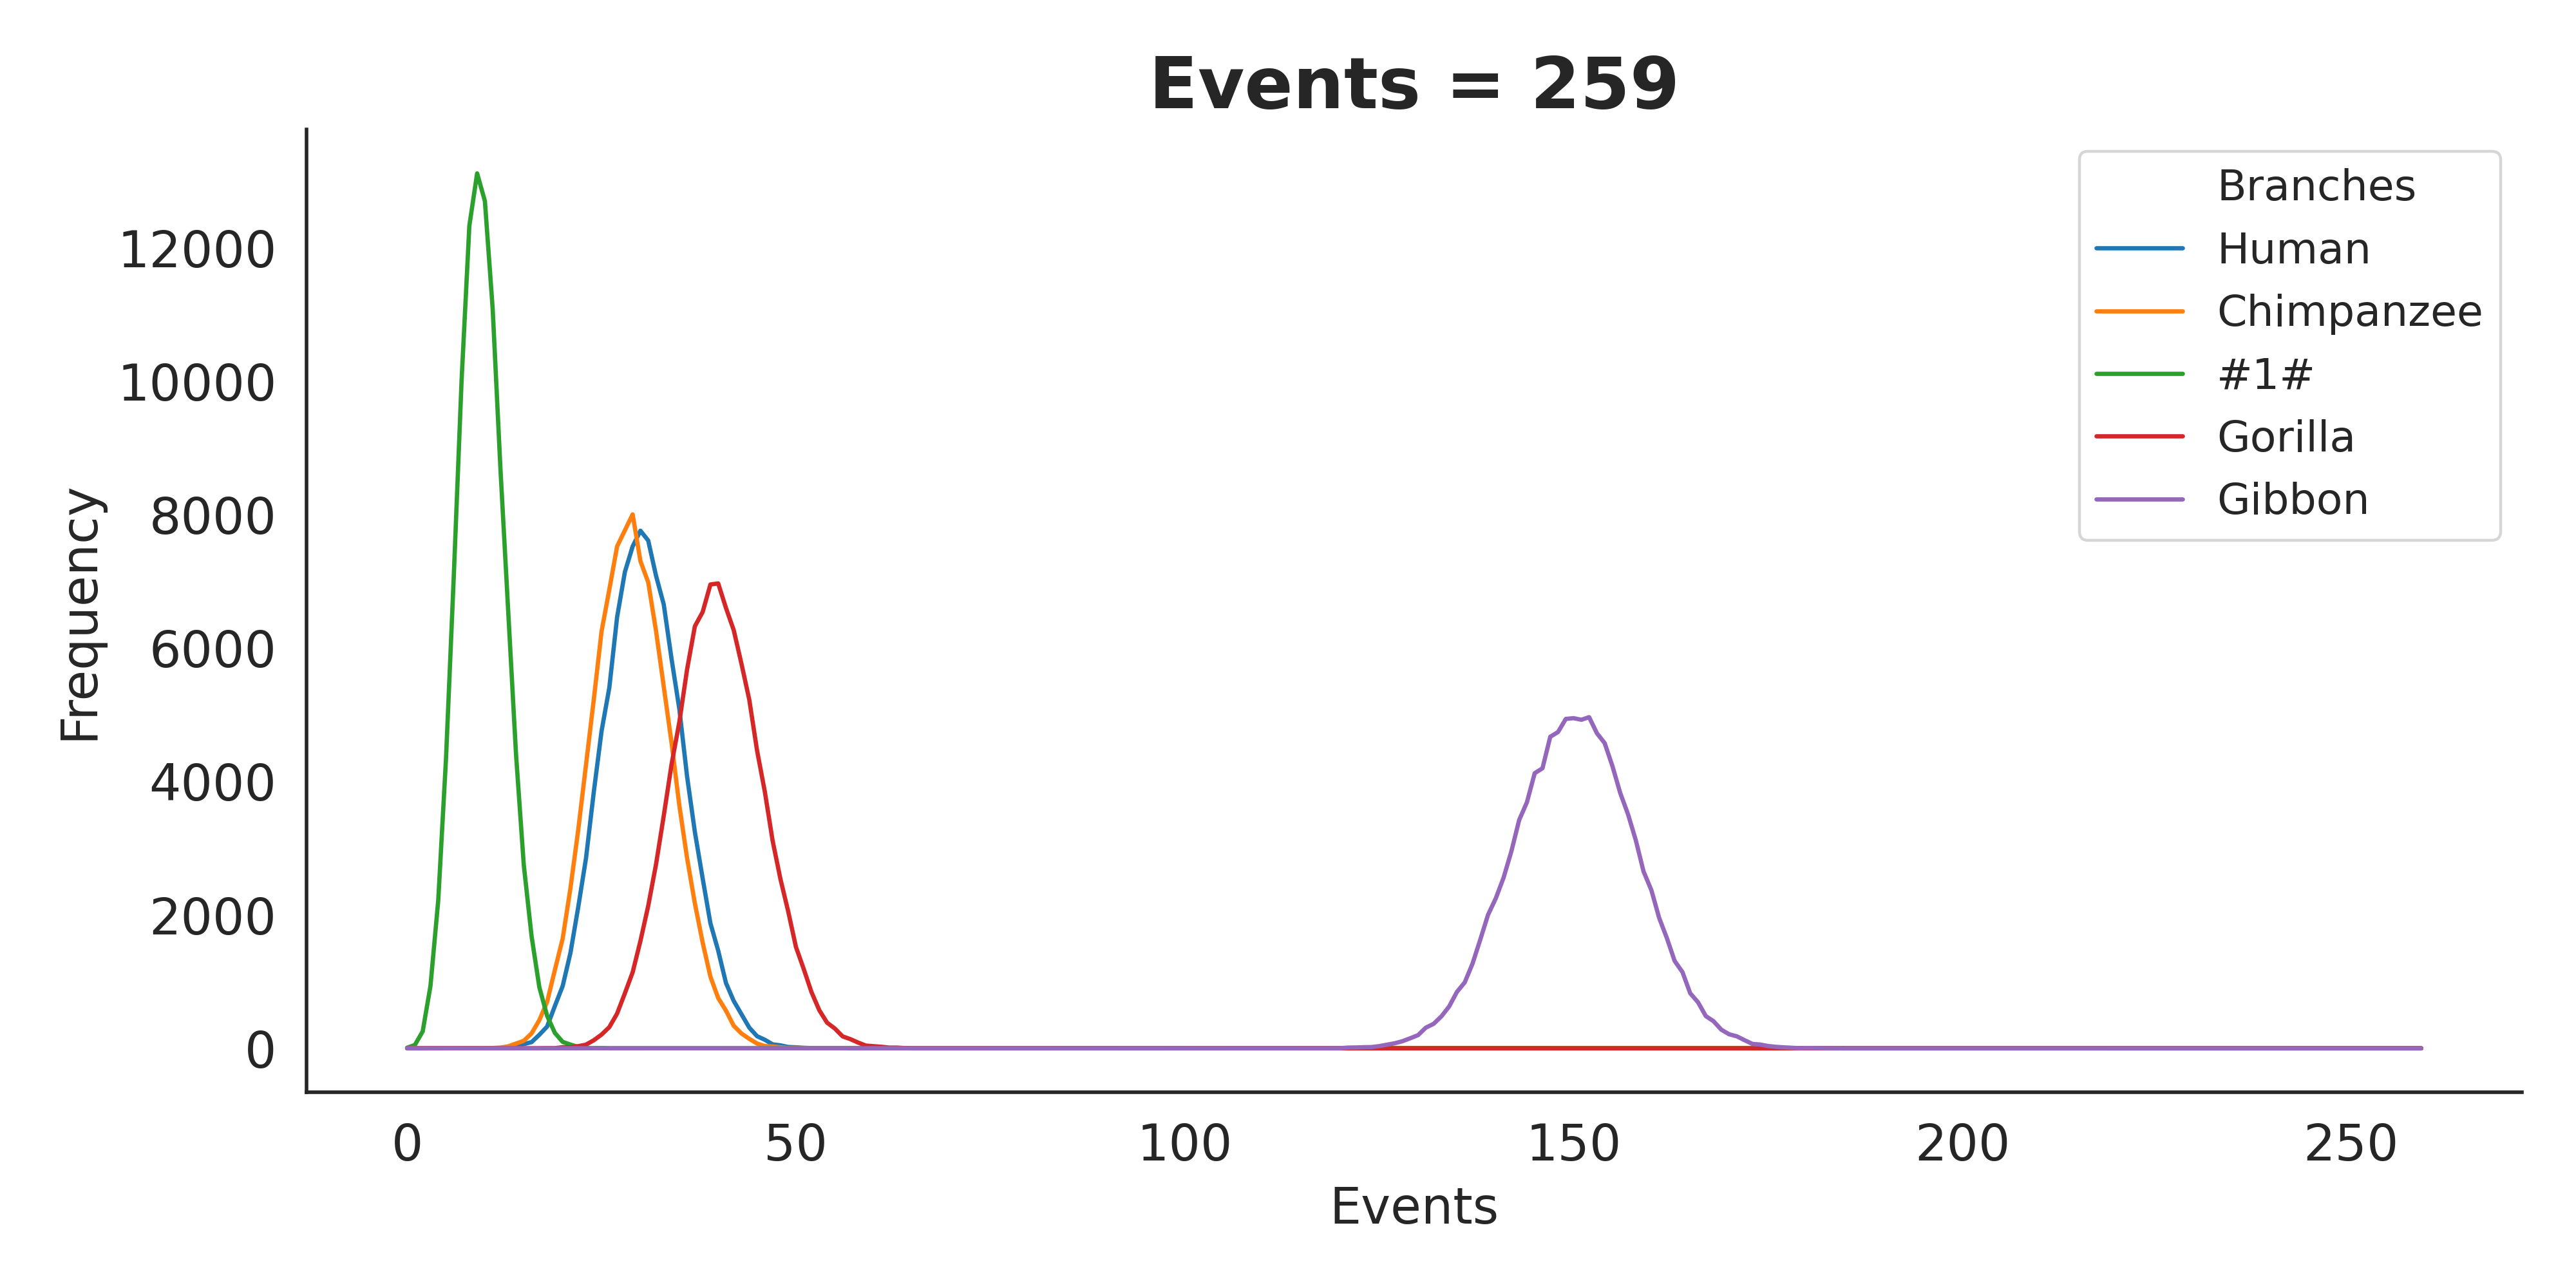 Events = 259
Frequency
12000
10000
8000
6000
4000
2000
0
0 50 100 150 200 250
Events
Branches
Human
Chimpanzee
#1#
Gorilla
Gibbon